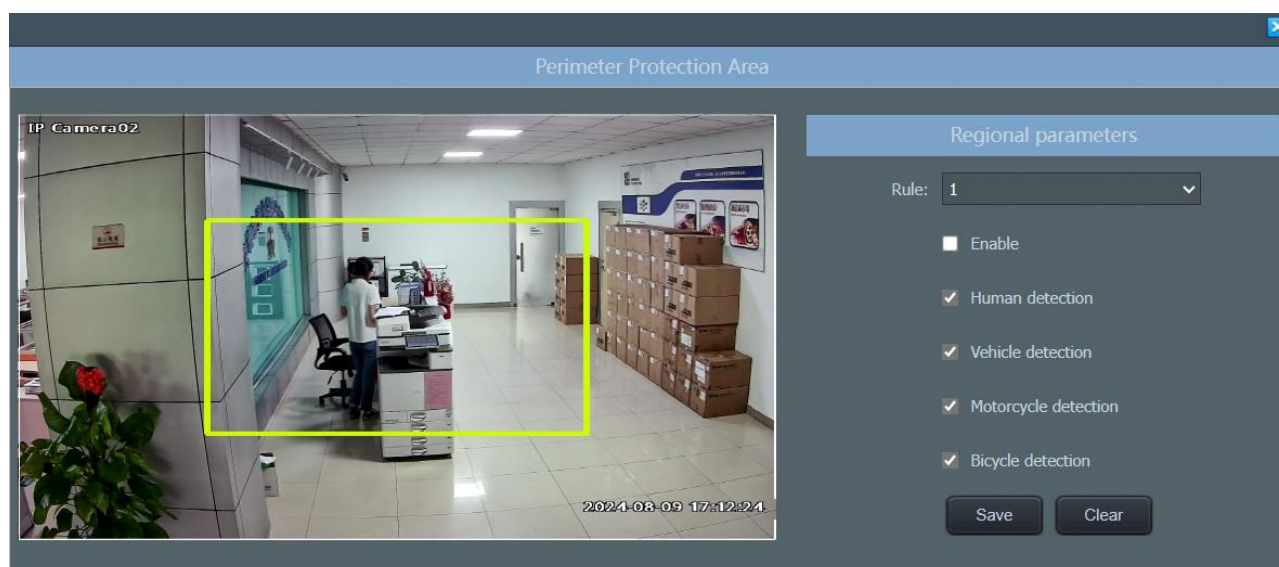 Perimeter Protection Area
IP Camera02
2024-08-09 17:12:24
Regional parameters
Rule: 1
Enable
Human detection
Vehicle detection
Motorcycle detection
Bicycle detection
Save Clear